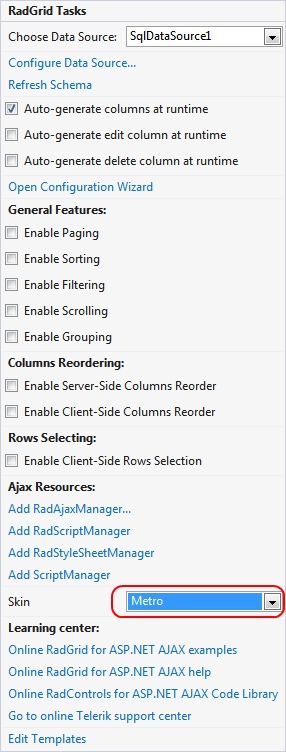 RadGrid Tasks
Choose Data Source: SqlDataSource1
Configure Data Source...
Refresh Schema
Auto-generate columns at runtime
Auto-generate edit column at runtime
Auto-generate delete column at runtime
Open Configuration Wizard
General Features:
Enable Paging
Enable Sorting
Enable Filtering
Enable Scrolling
Enable Grouping
Columns Reordering:
Enable Server-Side Columns Reorder
Enable Client-Side Columns Reorder
Rows Selecting:
Enable Client-Side Rows Selection
Ajax Resources:
Add RadAjaxManager...
Add RadScriptManager
Add RadStyleSheetManager
Add ScriptManager
Skin Metro
Learning center:
Online RadGrid for ASP.NET AJAX examples
Online RadGrid for ASP.NET AJAX help
Online RadControls for ASP.NET AJAX Code Library
Go to online Telerik support center
Edit Templates